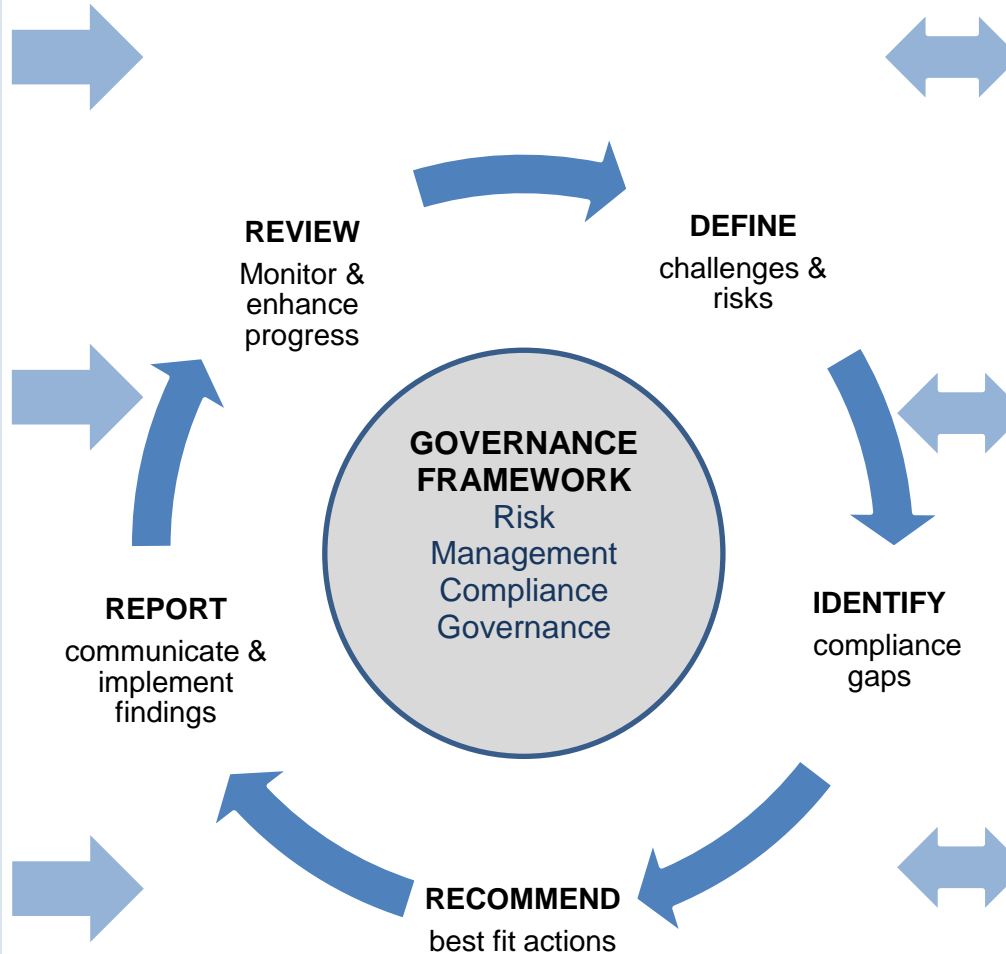 REVIEW
Monitor &
enhance
progress
DEFINE
challenges &
risks
GOVERNANCE
FRAMEWORK
Risk
Management
Compliance
Governance
IDENTIFY
compliance
gaps
REPORT
communicate &
implement
findings
RECOMMEND
best fit actions